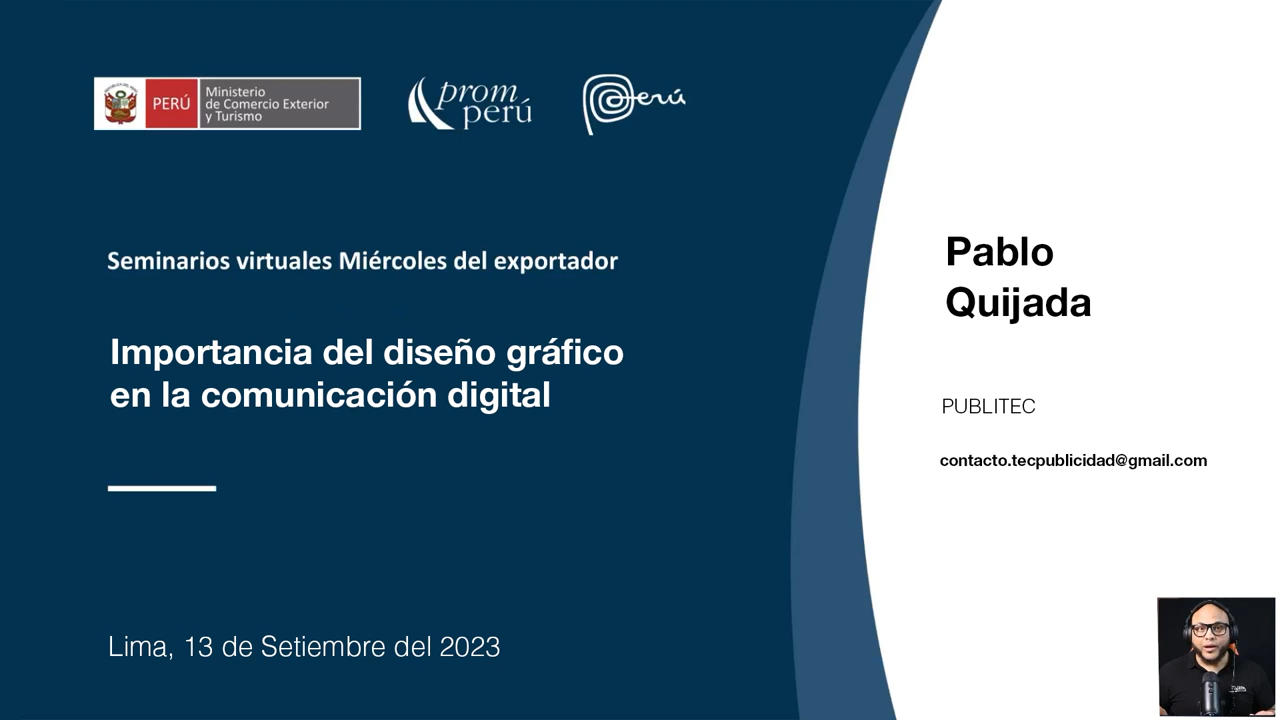 PERÚ
Ministerio
de Comercio Exterior
y Turismo
prom
perú
Perú
Seminarios virtuales Miércoles del exportador
Importancia del diseño gráfico
en la comunicación digital
Lima, 13 de Setiembre del 2023
Pablo
Quijada
PUBLITEC
contacto.tecpublicidad@gmail.com